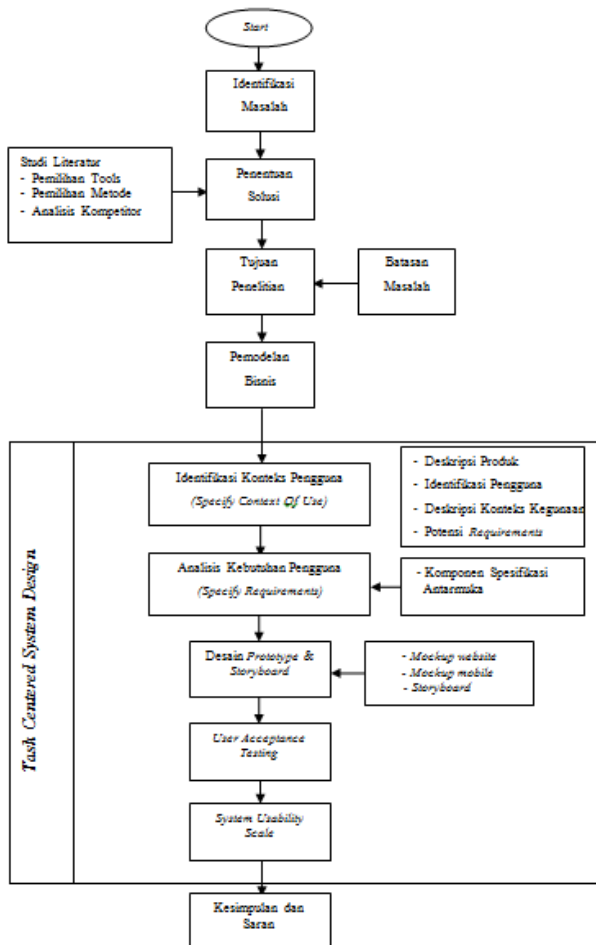 Start
Identifikasi
Masalah
Studi Literatur
- Pemilihan Tools
- Pemilihan Metode
- Analisis Kompetitor
Penentuan
Solusi
Tujuan
Penelitian
Batasan
Masalah
Pemodelan
Bisnis
Task Centered System Design
Identifikasi Konteks Pengguna
(Specify Context Of Use)
- Deskripsi Produk
- Identifikasi Pengguna
- Deskripsi Konteks Kegunaan
- Potensi Requirements
Analisis Kebutuhan Pengguna
(Specify Requirements)
- Komponen Spesifikasi
Antarmuka
Desain Prototype &
Storyboard
- Mockup website
- Mockup mobile
- Storyboard
User Acceptance
Testing
System Usability
Scale
Kesimpulan dan
Saran